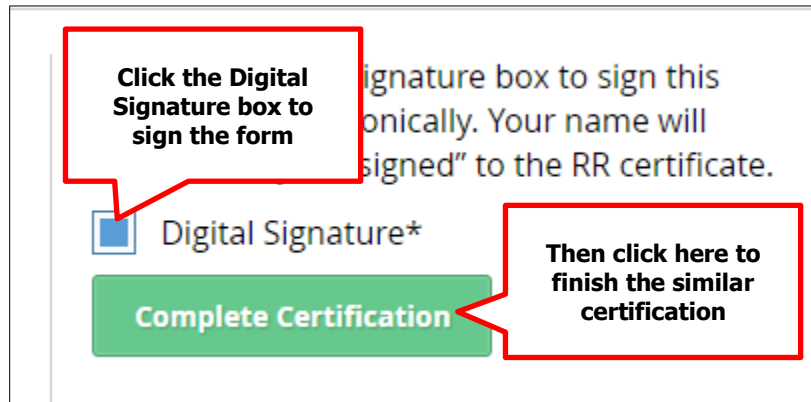 Click the Digital
Signature box to
sign the form
ignature box to sign this
onically. Your name will
signed” to the RR certificate.
Digital Signature*
Complete Certification
Then click here to
finish the similar
certification